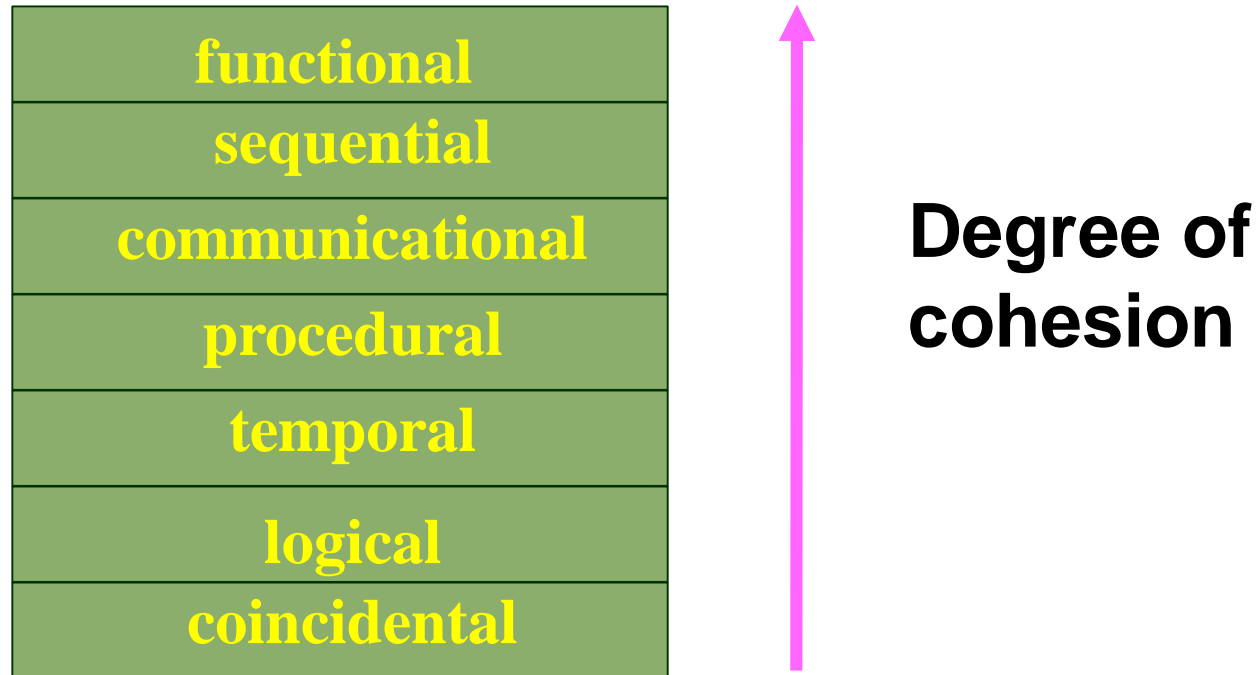 functional
sequential
communicational
procedural
temporal
logical
coincidental
Degree of
cohesion